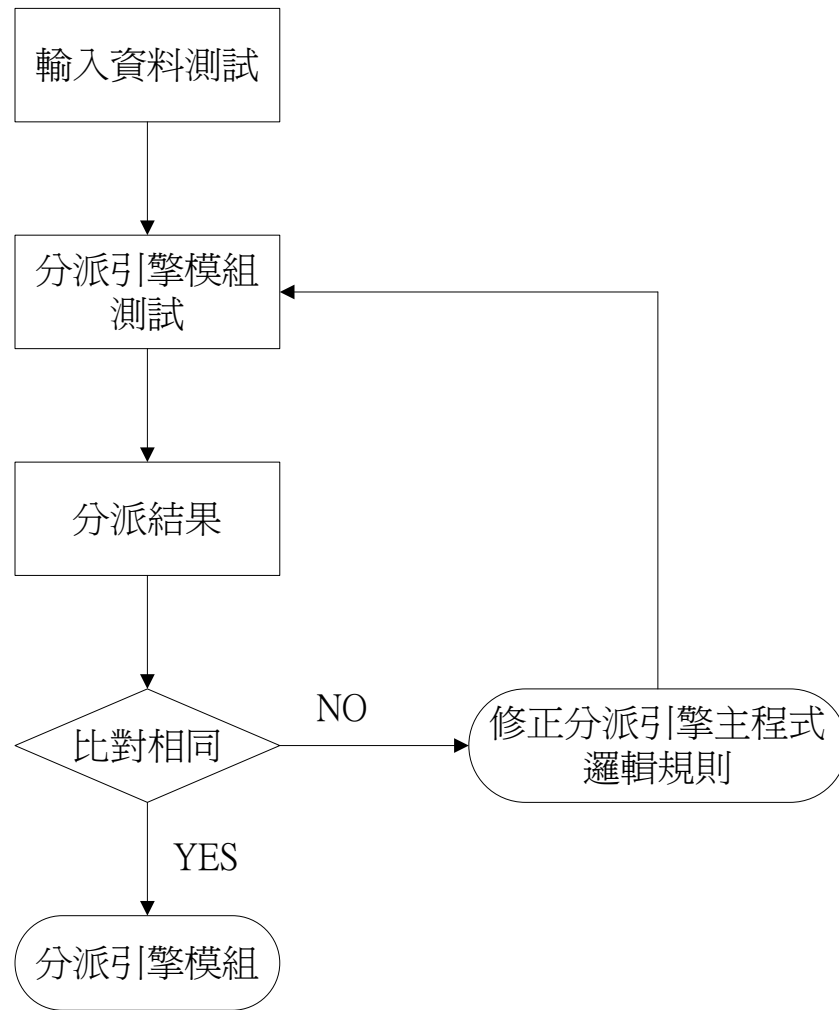 輸入資料測試
分派引擎模組
測試
分派結果
比對相同
NO
修正分派引擎主程式
邏輯規則
YES
分派引擎模組